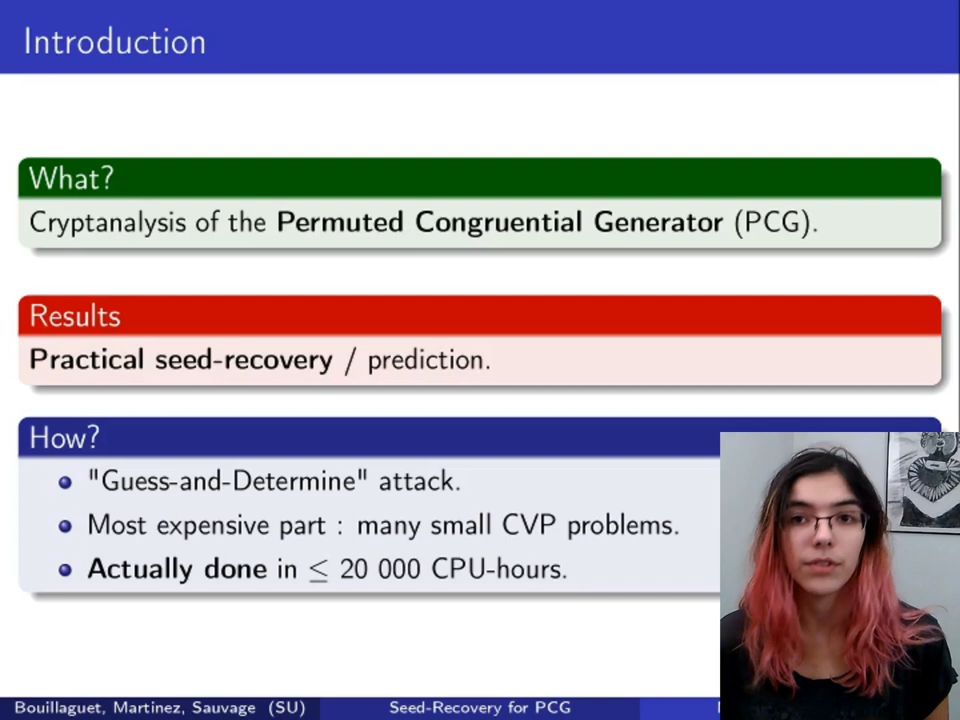 Introduction
What?
Cryptanalysis of the Permuted Congruential Generator (PCG).
Results
Practical seed-recovery / prediction.
How?
"Guess-and-Determine" attack.
Most expensive part : many small CVP problems.
Actually done in ≤ 20 000 CPU-hours.
Bouillaguet, Martinez, Sauvage (SU) Seed-Recovery for PCG